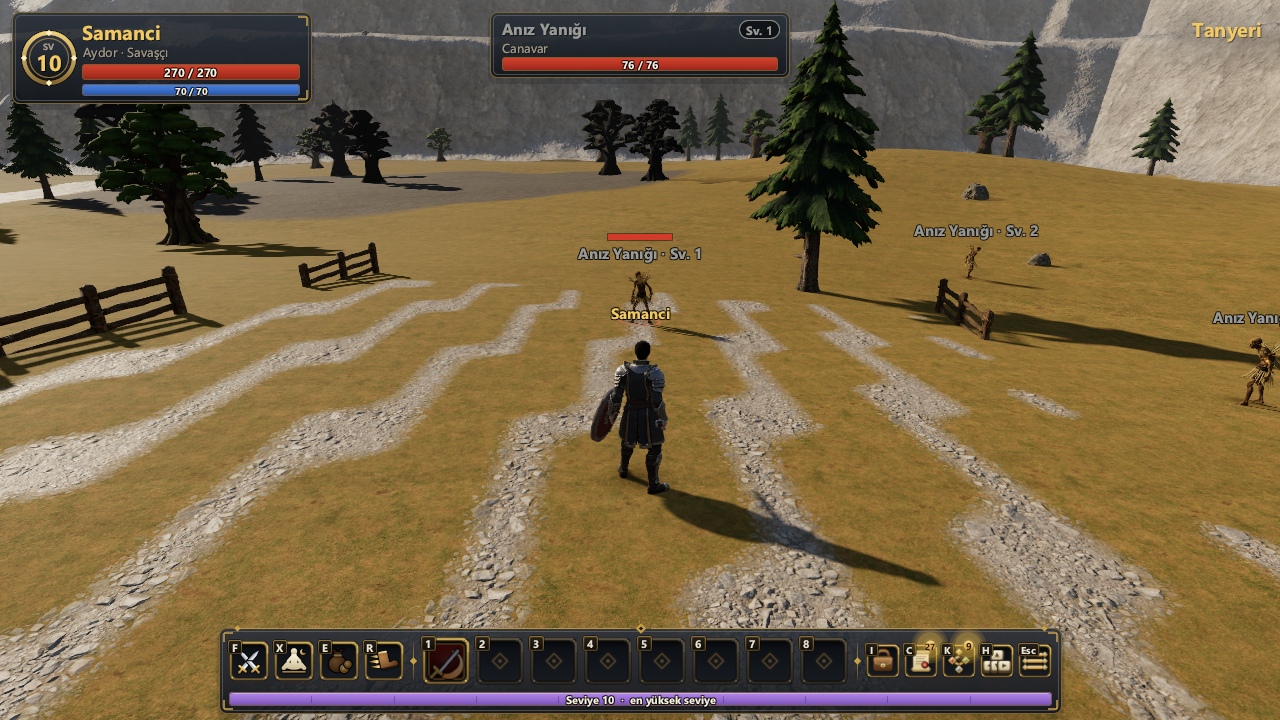 Samanci
SV
10
Aydor · Savaşçı
270 / 270
70 / 70
Anız Yanığı
Sv. 1
Canavar
76 / 76
Tanyeri
Anız Yanığı · Sv. 2
Anız Yanığı · Sv. 1
Samanci
Anız Yanı
F
X
E
R
1
2
3
4
5
6
7
8
I
C
27
K
9
H
Esc
Seviye 10 · en yüksek seviye